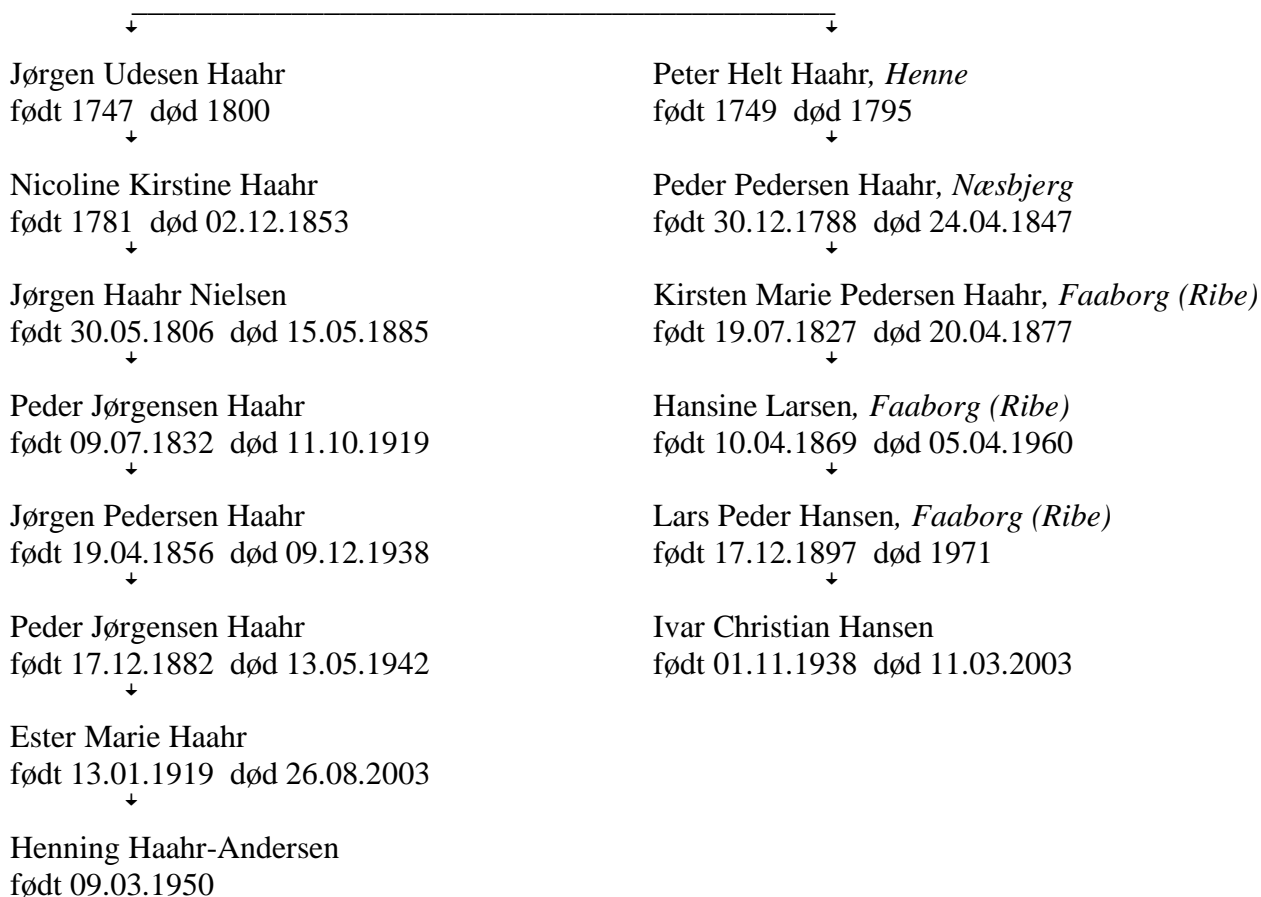 Jørgen Udesen Haahr
født 1747 død 1800
Nicoline Kirstine Haahr
født 1781 død 02.12.1853
Jørgen Haahr Nielsen
født 30.05.1806 død 15.05.1885
Peder Jørgensen Haahr
født 09.07.1832 død 11.10.1919
Jørgen Pedersen Haahr
født 19.04.1856 død 09.12.1938
Peder Jørgensen Haahr
født 17.12.1882 død 13.05.1942
Ester Marie Haahr
født 13.01.1919 død 26.08.2003
Henning Haahr-Andersen
født 09.03.1950
Peter Helt Haahr, Henne
født 1749 død 1795
Peder Pedersen Haahr, Næsbjerg
født 30.12.1788 død 24.04.1847
Kirsten Marie Pedersen Haahr, Faaborg (Ribe)
født 19.07.1827 død 20.04.1877
Hansine Larsen, Faaborg (Ribe)
født 10.04.1869 død 05.04.1960
Lars Peder Hansen, Faaborg (Ribe)
født 17.12.1897 død 1971
Ivar Christian Hansen
født 01.11.1938 død 11.03.2003